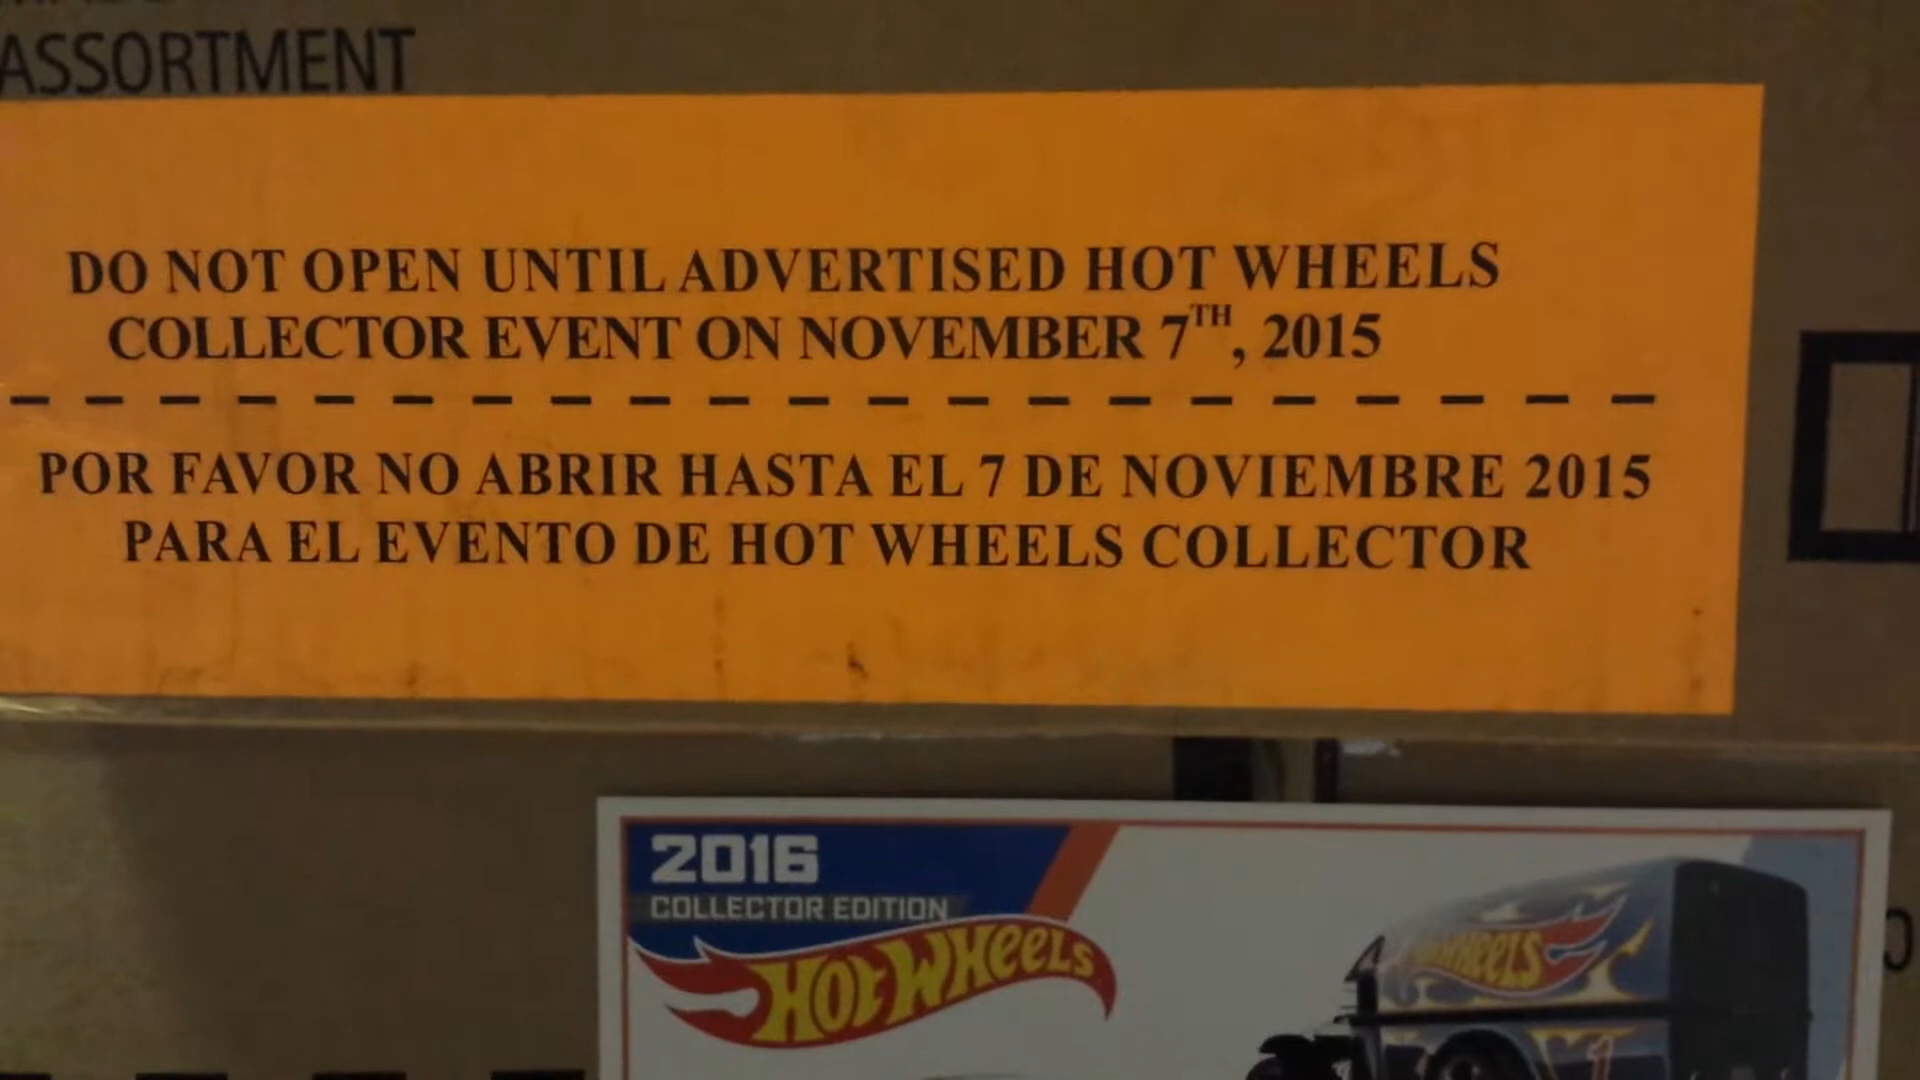 ASSORTMENT
DO NOT OPEN UNTIL ADVERTISED HOT WHEELS
COLLECTOR EVENT ON NOVEMBER 7TH, 2015
POR FAVOR NO ABRIR HASTA EL 7 DE NOVIEMBRE 2015
PARA EL EVENTO DE HOT WHEELS COLLECTOR
2016
COLLECTOR EDITION
Hot Wheels